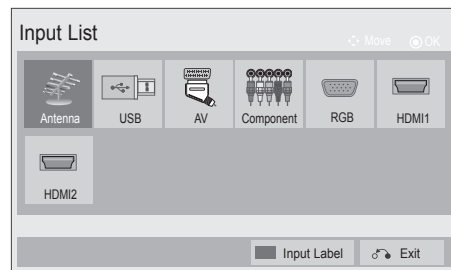 Input List
Move OK
Antenna USB AV Component RGB HDMI1
HDMI2
Input Label Exit